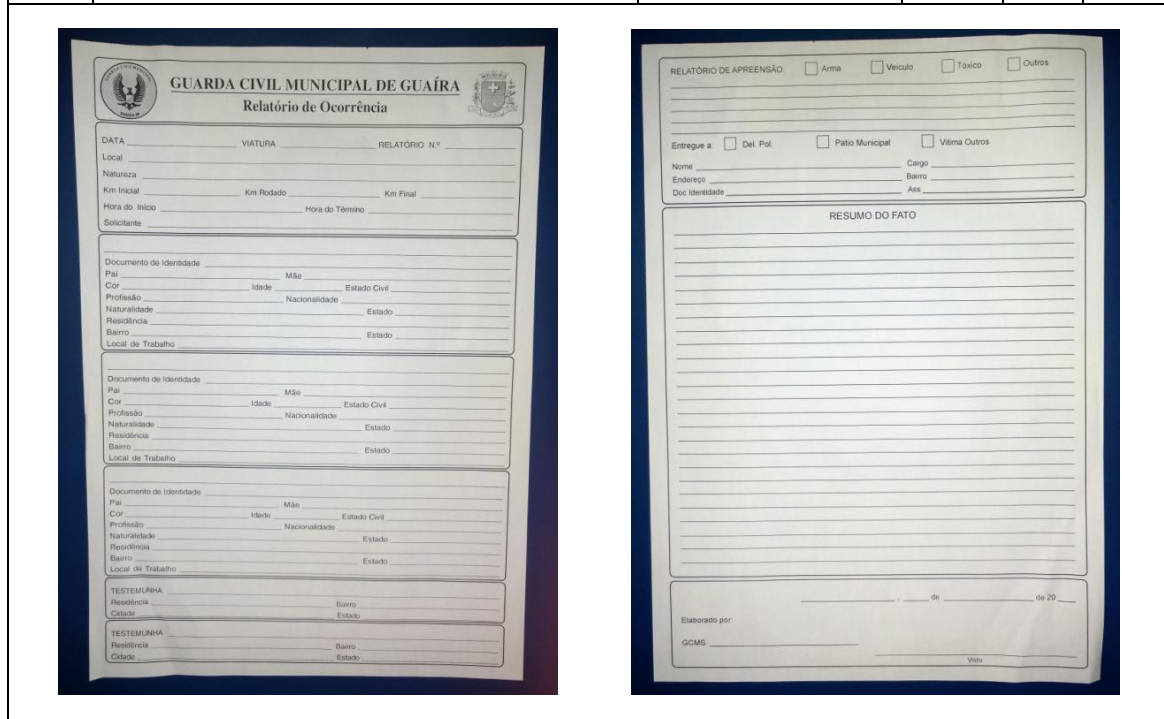 GUARDA CIVIL MUNICIPAL DE GUAÍRA
Relatório de Ocorrência
DATA VIATURA RELATÓRIO N.º
Local
Natureza
Km Inicial Km Rodado Km Final
Hora do Início Hora do Término
Solicitante
Documento de Identidade
Pai Mãe
Cor Idade Estado Civil
Profissão Nacionalidade
Naturalidade Estado
Residência
Bairro Estado
Local de Trabalho
Documento de Identidade
Pai Mãe
Cor Idade Estado Civil
Profissão Nacionalidade
Naturalidade Estado
Residência
Bairro Estado
Local de Trabalho
Documento de Identidade
Pai Mãe
Cor Idade Estado Civil
Profissão Nacionalidade
Naturalidade Estado
Residência
Bairro Estado
Local de Trabalho
TESTEMUNHA
Residência Bairro
Cidade Estado
TESTEMUNHA
Residência Bairro
Cidade Estado
RELATÓRIO DE APREENSÃO: Arma Veículo Tóxico Outros
Entregue a: Del. Pol. Patio Municipal Vitima Outros
Nome Cargo
Endereço Bairro
Doc Identidade Ass
RESUMO DO FATO
, de de 20
Elaborado por:
GCMS
Visto